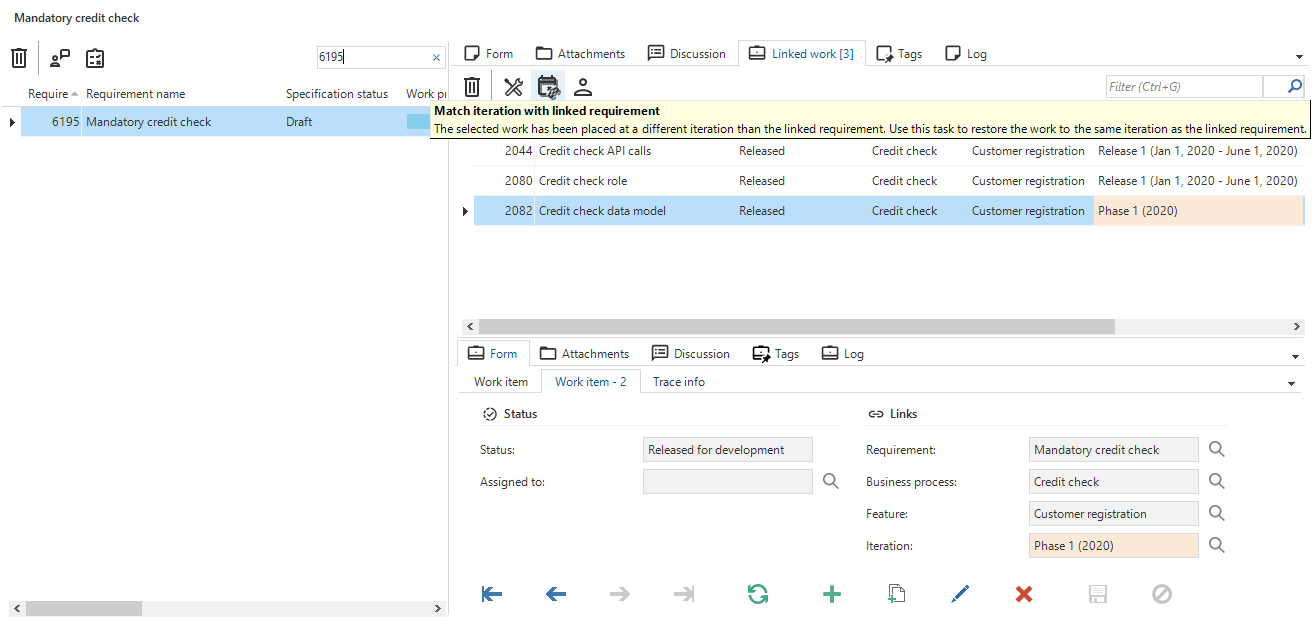 Mandatory credit check
6195
Require Requirement name Specification status Work pr
6195 Mandatory credit check Draft
Form Attachments Discussion Linked work [3] Tags Log
Filter (Ctrl+G)
Match iteration with linked requirement
The selected work has been placed at a different iteration than the linked requirement. Use this task to restore the work to the same iteration as the linked requirement.
2044 Credit check API calls Released Credit check Customer registration Release 1 (Jan 1, 2020 - June 1, 2020)
2080 Credit check role Released Credit check Customer registration Release 1 (Jan 1, 2020 - June 1, 2020)
2082 Credit check data model Released Credit check Customer registration Phase 1 (2020)
Form Attachments Discussion Tags Log
Work item Work item - 2 Trace info
Status Links
Status: Released for development Requirement: Mandatory credit check
Assigned to: Business process: Credit check
Feature: Customer registration
Iteration: Phase 1 (2020)